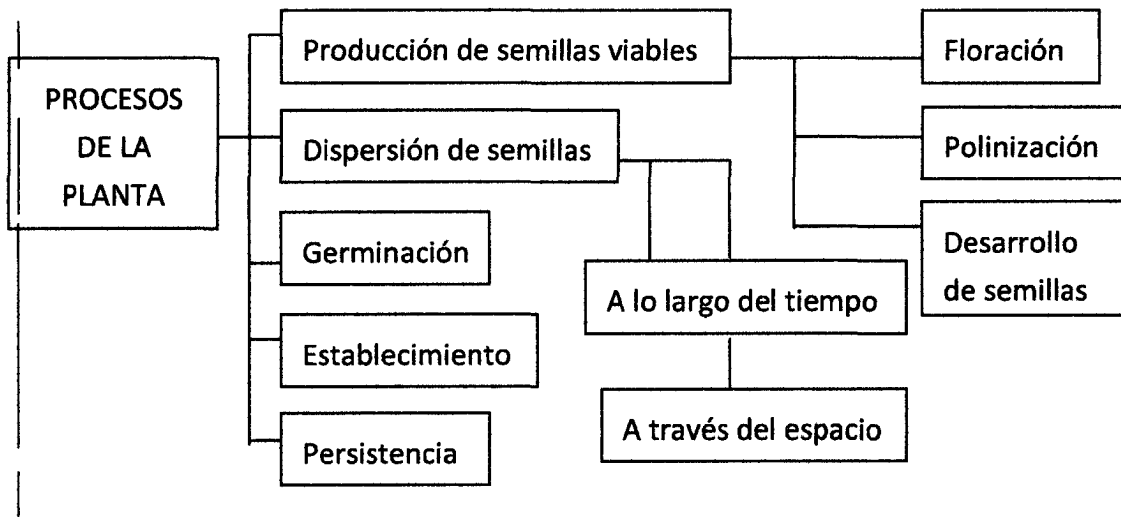 PROCESOS
DE LA
PLANTA
Producción de semillas viables
Dispersión de semillas
Germinación
Establecimiento
Persistencia
A lo largo del tiempo
A través del espacio
Floración
Polinización
Desarrollo
de semillas